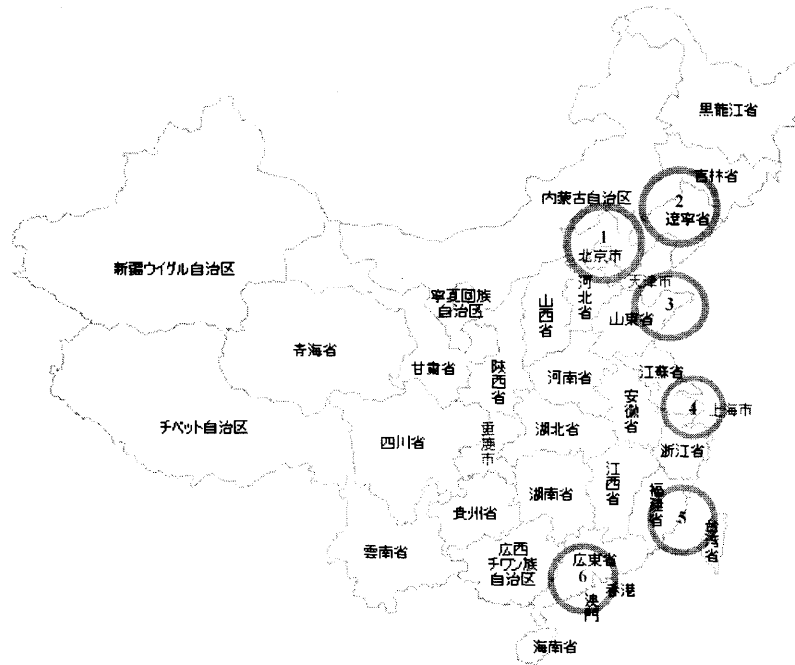 黒龍江省
吉林省
内蒙古自治区
2
遼寧省
1
北京市
新疆ウイグル自治区
天津市
河北省
寧夏回族
自治区
山西省
3
山東省
青海省
甘粛省
陝西省
河南省
江蘇省
安徽省
4
上海市
チベット自治区
四川省
重慶市
湖北省
浙江省
江西省
湖南省
福建省
5
貴州省
台湾省
雲南省
広西
チワン族
自治区
広東省
6
香港
澳門
海南省